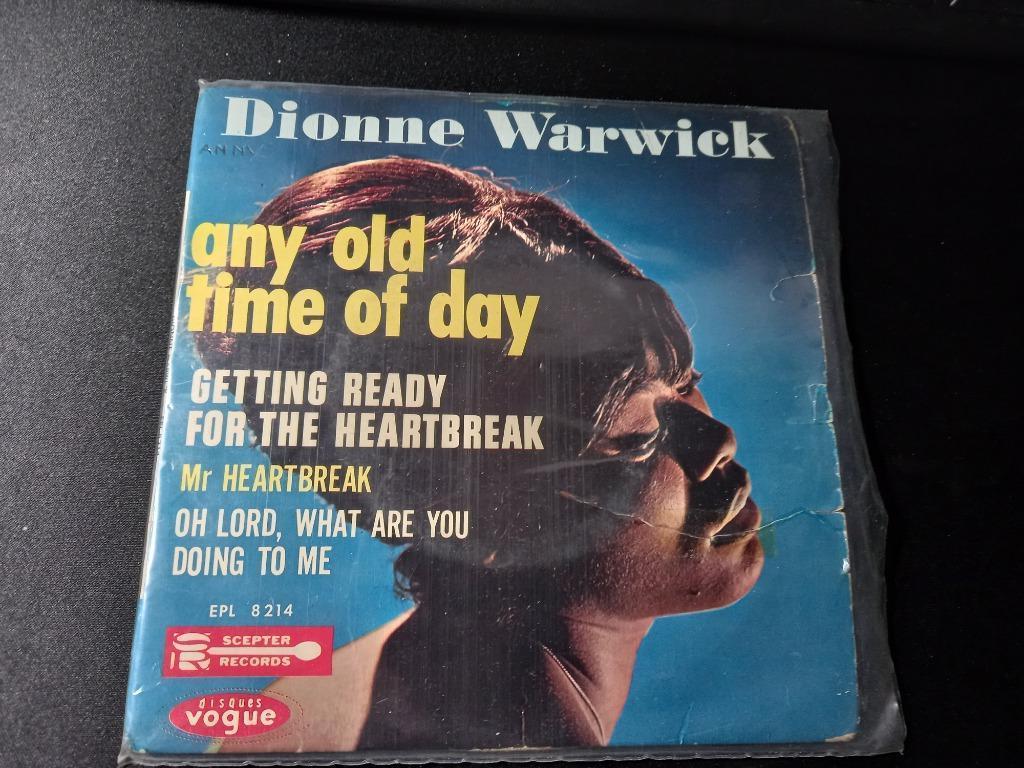 Dionne Warwick
any old
time of day
GETTING READY
FOR THE HEARTBREAK
Mr HEARTBREAK
OH LORD, WHAT ARE YOU
DOING TO ME
EPL 8214
SR SCEPTER
RECORDS
disques
vogue